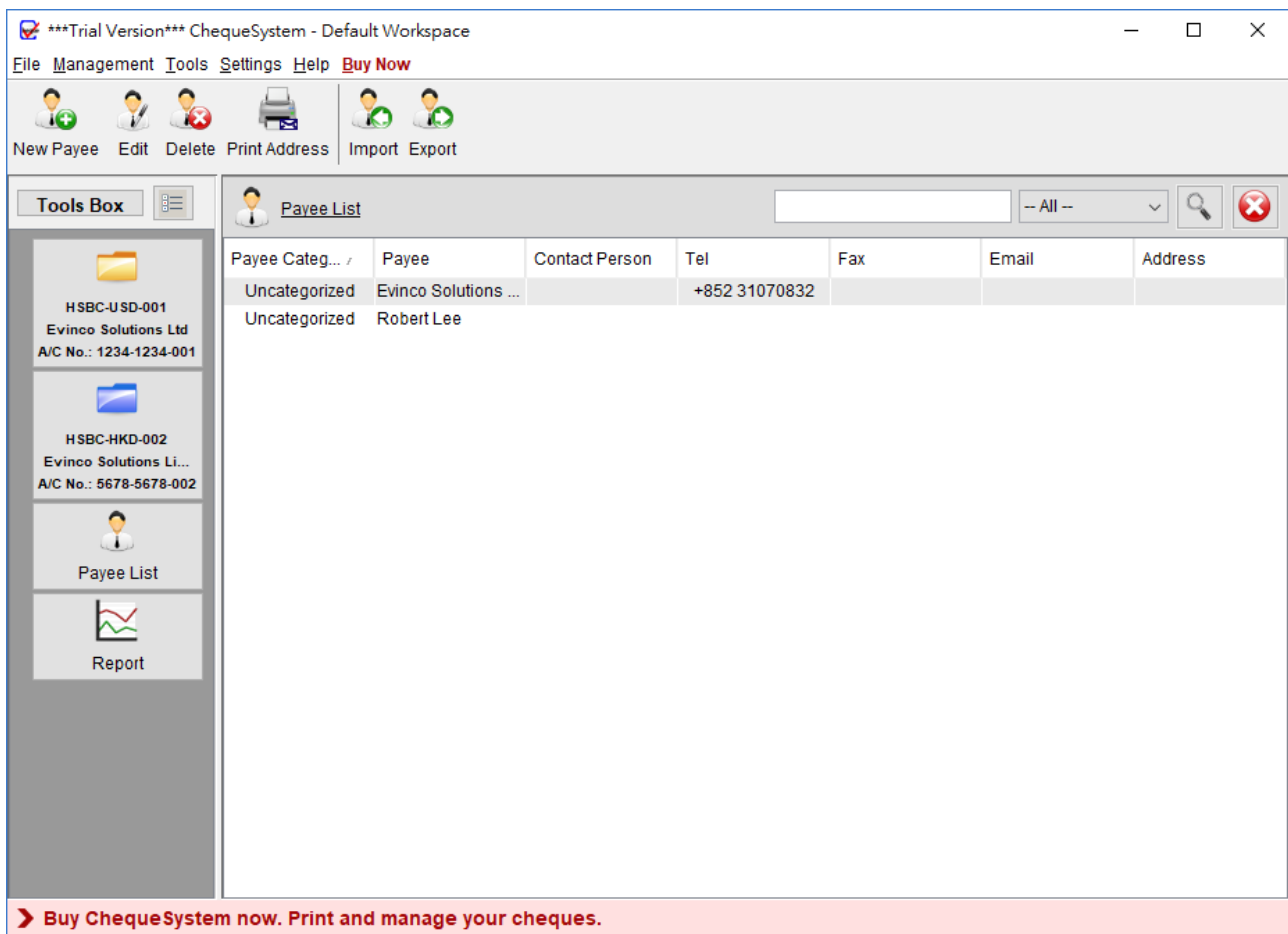 ***Trial Version*** ChequeSystem - Default Workspace
File Management Tools Settings Help Buy Now
New Payee Edit Delete Print Address Import Export
Tools Box
Payee List
-- All --
HSBC-USD-001
Evinco Solutions Ltd
A/C No.: 1234-1234-001
HSBC-HKD-002
Evinco Solutions Li...
A/C No.: 5678-5678-002
Payee List
Report
Payee Categ... Payee Contact Person Tel Fax Email Address
Uncategorized Evinco Solutions ... +852 31070832
Uncategorized Robert Lee
Buy ChequeSystem now. Print and manage your cheques.